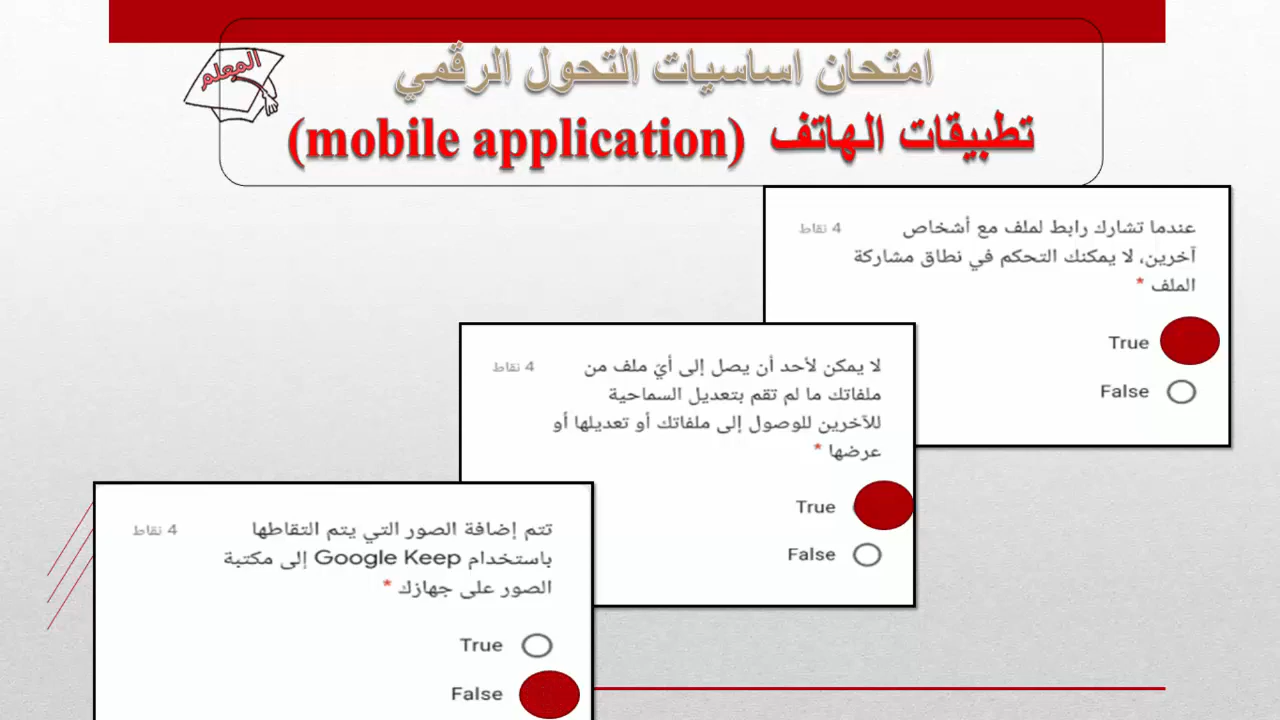 المعلم
امتحان اساسيات التحول الرقمي
تطبيقات الهاتف (mobile application)
عندما تشارك رابط لملف مع أشخاص
4 نقاط
آخرين، لا يمكنك التحكم في نطاق مشاركة
الملف *
True
False
لا يمكن لأحد أن يصل إلى أيّ ملف من
4 نقاط
ملفاتك ما لم تقم بتعديل السماحية
للآخرين للوصول إلى ملفاتك أو تعديلها أو
عرضها *
True
False
تتم إضافة الصور التي يتم التقاطها
4 نقاط
باستخدام Google Keep إلى مكتبة
الصور على جهازك *
True
False